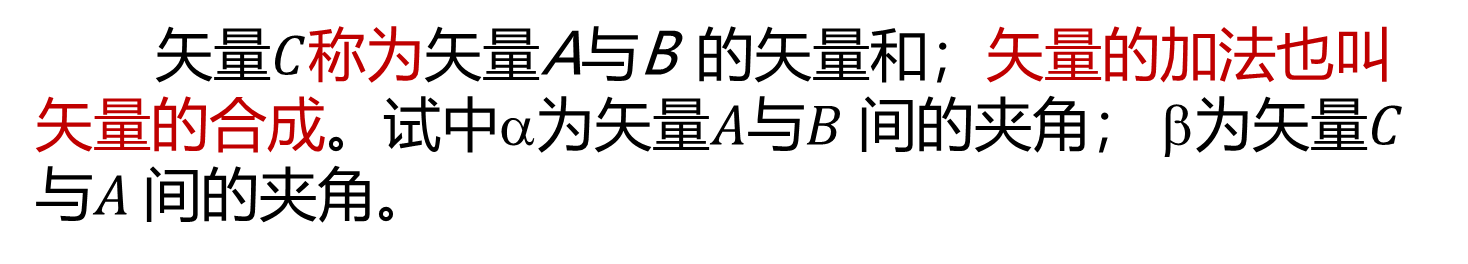 矢量C称为矢量A与B 的矢量和；矢量的加法也叫
矢量的合成。试中α为矢量A与B 间的夹角； β为矢量C
与A 间的夹角。